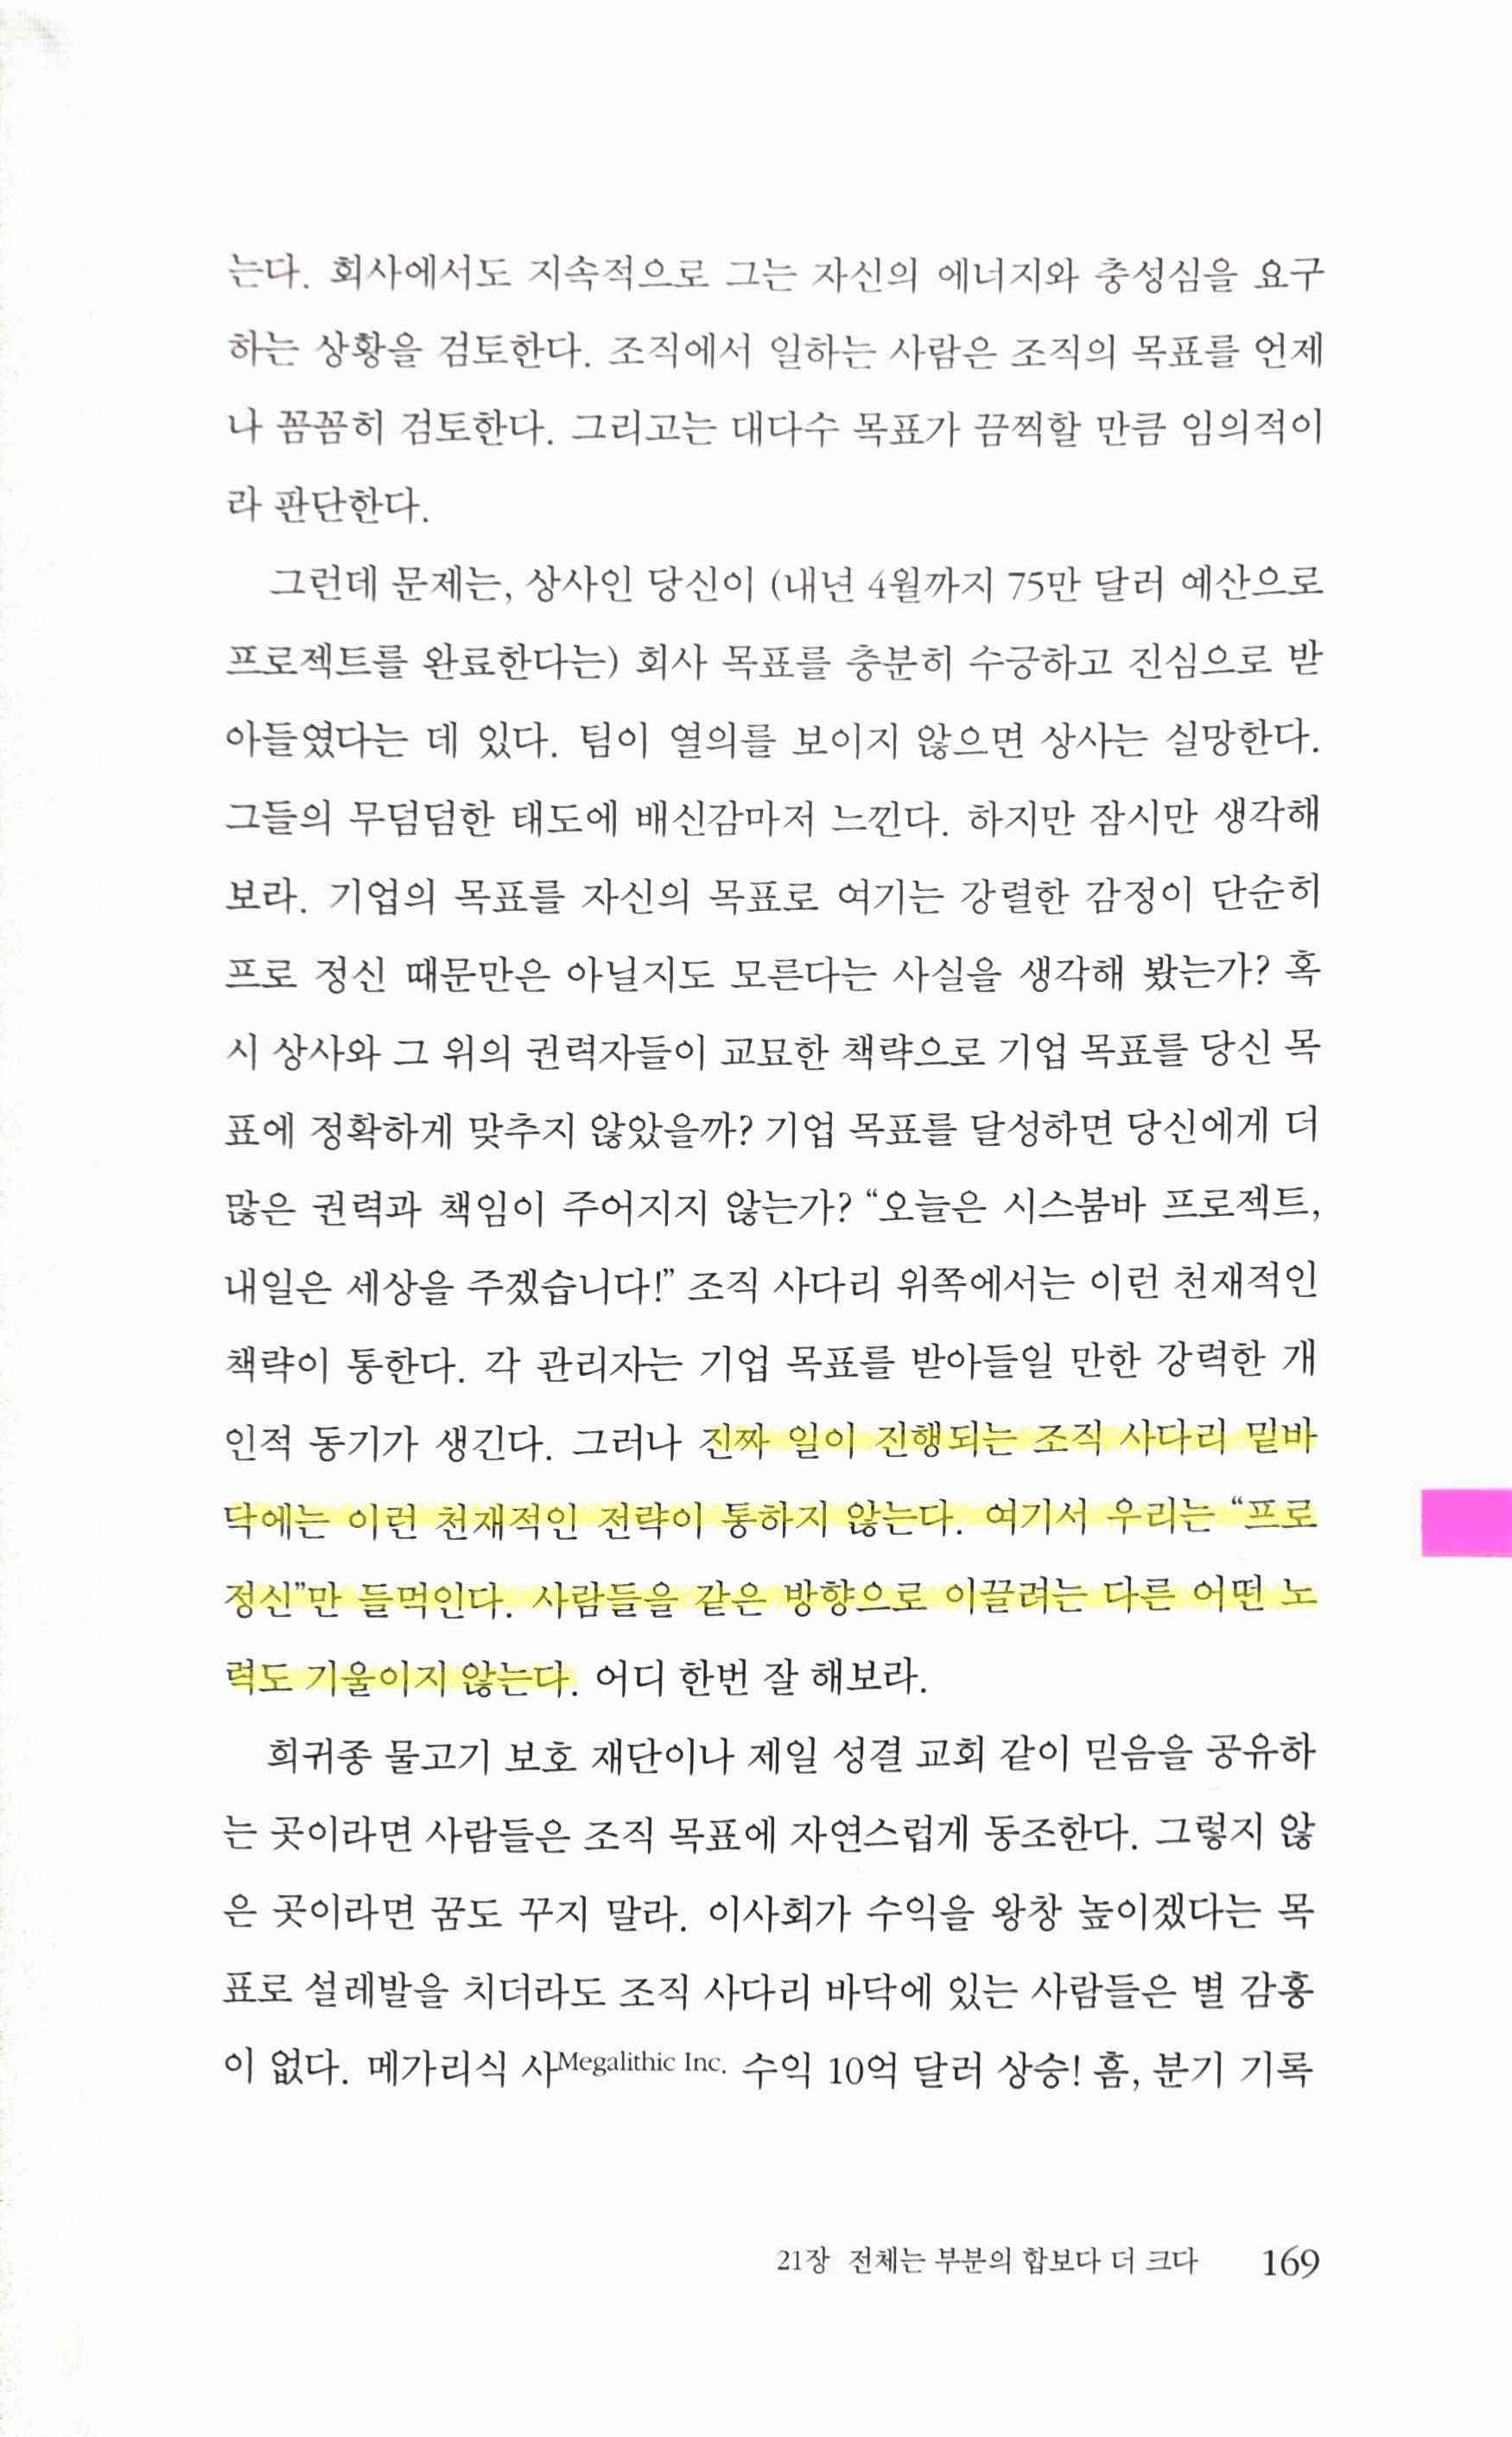 는다. 회사에서도 지속적으로 그는 자신의 에너지와 충성심을 요구
하는 상황을 검토한다. 조직에서 일하는 사람은 조직의 목표를 언제
나 꼼꼼히 검토한다. 그리고는 대다수 목표가 끔찍할 만큼 임의적이
라 판단한다.
그런데 문제는, 상사인 당신이 (내년 4월까지 75만 달러 예산으로
프로젝트를 완료한다는) 회사 목표를 충분히 수긍하고 진심으로 받
아들였다는 데 있다. 팀이 열의를 보이지 않으면 상사는 실망한다.
그들의 무덤덤한 태도에 배신감마저 느낀다. 하지만 잠시만 생각해
보라. 기업의 목표를 자신의 목표로 여기는 강렬한 감정이 단순히
프로 정신 때문만은 아닐지도 모른다는 사실을 생각해 봤는가? 혹
시 상사와 그 위의 권력자들이 교묘한 책략으로 기업 목표를 당신 목
표에 정확하게 맞추지 않았을까? 기업 목표를 달성하면 당신에게 더
많은 권력과 책임이 주어지지 않는가? “오늘은 시스붐바 프로젝트,
내일은 세상을 주겠습니다!” 조직 사다리 위쪽에서는 이런 천재적인
책략이 통한다. 각 관리자는 기업 목표를 받아들일 만한 강력한 개
인적 동기가 생긴다. 그러나 진짜 일이 진행되는 조직 사다리 밑바
닥에는 이런 천재적인 전략이 통하지 않는다. 여기서 우리는 “프로
정신”만 들먹인다. 사람들을 같은 방향으로 이끌려는 다른 어떤 노
력도 기울이지 않는다. 어디 한번 잘 해보라.
희귀종 물고기 보호 재단이나 제일 성결 교회 같이 믿음을 공유하
는 곳이라면 사람들은 조직 목표에 자연스럽게 동조한다. 그렇지 않
은 곳이라면 꿈도 꾸지 말라. 이사회가 수익을 왕창 높이겠다는 목
표로 설레발을 치더라도 조직 사다리 바닥에 있는 사람들은 별 감흥
이 없다. 메가리식 사Megalithic Inc. 수익 10억 달러 상승! 흠, 분기 기록
21장 전체는 부분의 합보다 더 크다 169